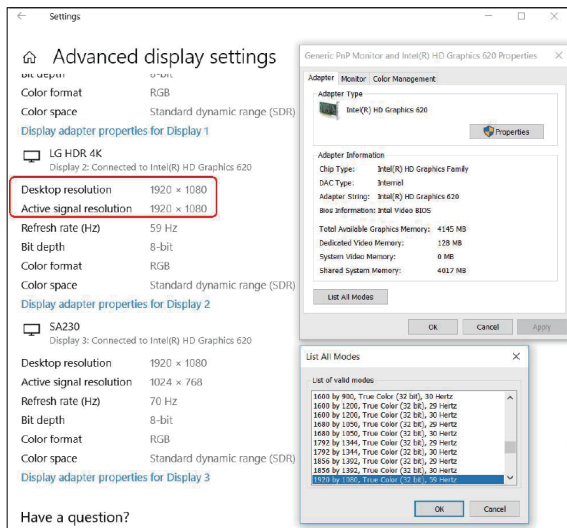 Settings
Advanced display settings
Bit depth 8-bit
Color format RGB
Color space Standard dynamic range (SDR)
Display adapter properties for Display 1
LG HDR 4K
Display 2: Connected to Intel(R) HD Graphics 620
Desktop resolution 1920 × 1080
Active signal resolution 1920 × 1080
Refresh rate (Hz) 59 Hz
Bit depth 8-bit
Color format RGB
Color space Standard dynamic range (SDR)
Display adapter properties for Display 2
SA230
Display 3: Connected to Intel(R) HD Graphics 620
Desktop resolution 1920 × 1080
Active signal resolution 1024 × 768
Refresh rate (Hz) 70 Hz
Bit depth 8-bit
Color format RGB
Color space Standard dynamic range (SDR)
Display adapter properties for Display 3
Have a question?
Generic PnP Monitor and Intel(R) HD Graphics 620 Properties
Adapter Monitor Color Management
Adapter Type
Intel(R) HD Graphics 620
Properties
Adapter Information
Chip Type: Intel(R) HD Graphics Family
DAC Type: Internal
Adapter String: Intel(R) HD Graphics 620
Bios Information: Intel Video BIOS
Total Available Graphics Memory: 4145 MB
Dedicated Video Memory: 128 MB
System Video Memory: 0 MB
Shared System Memory: 4017 MB
List All Modes
OK Cancel Apply
List All Modes
List of valid modes
1600 by 900, True Color (32 bit), 30 Hertz
1600 by 1200, True Color (32 bit), 29 Hertz
1600 by 1200, True Color (32 bit), 30 Hertz
1680 by 1050, True Color (32 bit), 29 Hertz
1680 by 1050, True Color (32 bit), 30 Hertz
1792 by 1344, True Color (32 bit), 29 Hertz
1792 by 1344, True Color (32 bit), 30 Hertz
1856 by 1392, True Color (32 bit), 29 Hertz
1856 by 1392, True Color (32 bit), 30 Hertz
1920 by 1080, True Color (32 bit), 59 Hertz
OK Cancel